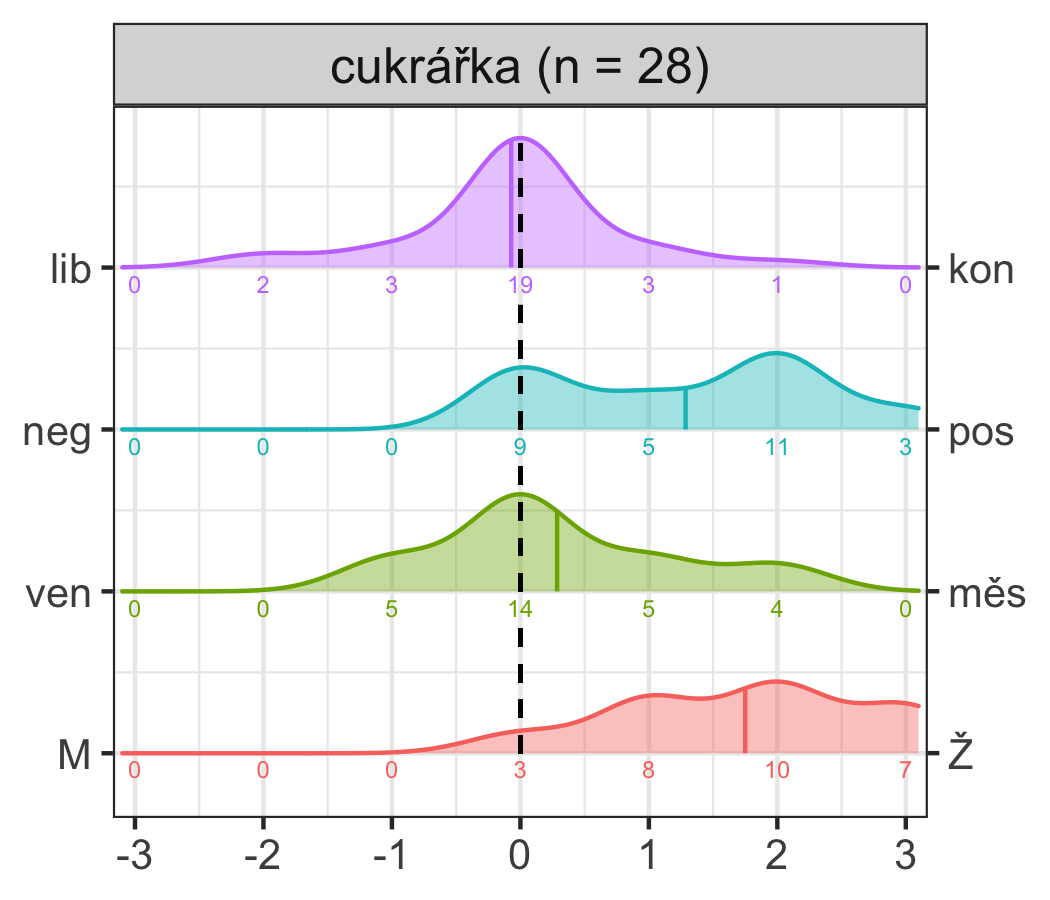 cukrářka (n = 28)
lib kon
0 2 3 19 3 1 0
neg pos
0 0 0 9 5 11 3
ven měs
0 0 5 14 5 4 0
M Ž
0 0 0 3 8 10 7
-3 -2 -1 0 1 2 3